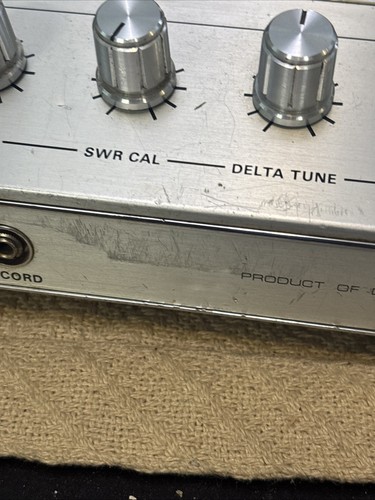 SWR CAL
DELTA TUNE
CORD
PRODUCT OF